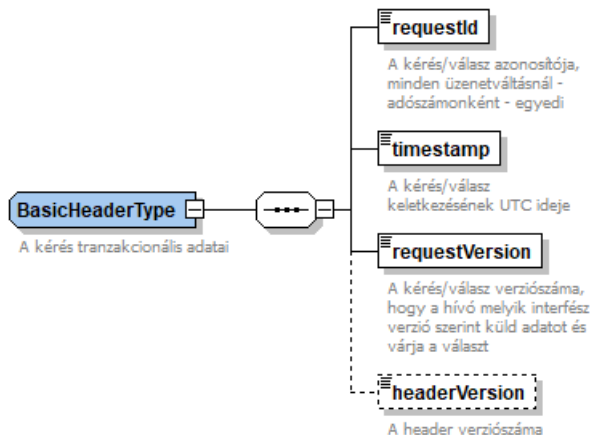 requestId
A kérés/válasz azonosítója,
minden üzenetváltásnál -
adószámonként - egyedi
timestamp
A kérés/válasz
keletkezésének UTC ideje
BasicHeaderType
A kérés tranzakcionális adatai
requestVersion
A kérés/válasz verziószáma,
hogy a hívó melyik interfész
verzió szerint küld adatot és
várja a választ
headerVersion
A header verziószáma